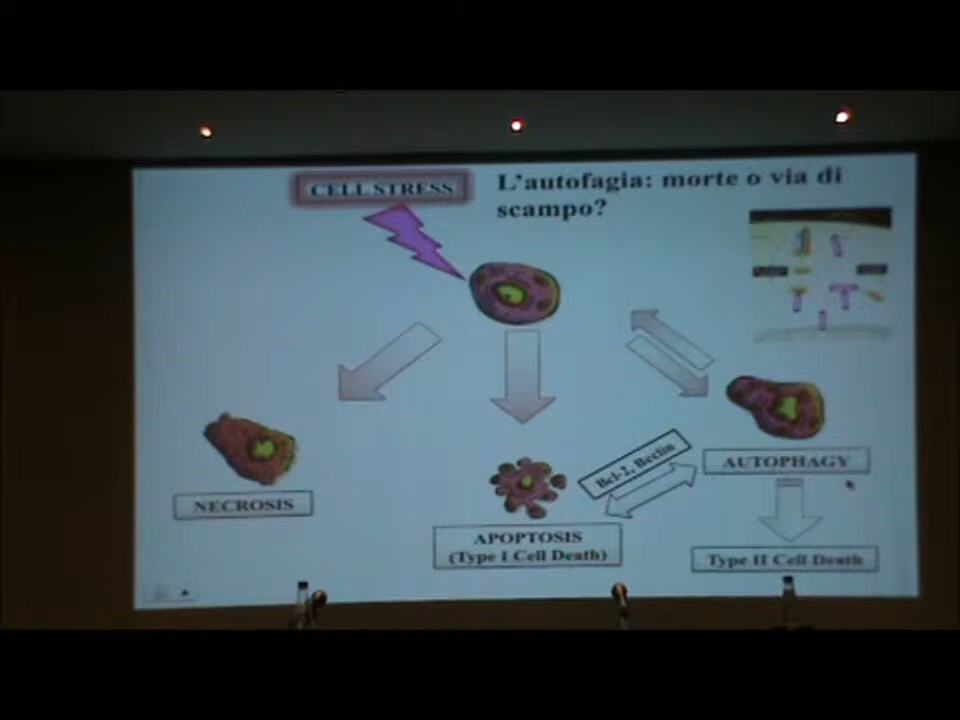 CELL STRESS
L'autofagia: morte o via di
scampo?
Bcl-2, Beclin
AUTOPHAGY
NECROSIS
APOPTOSIS
(Type I Cell Death)
Type II Cell Death